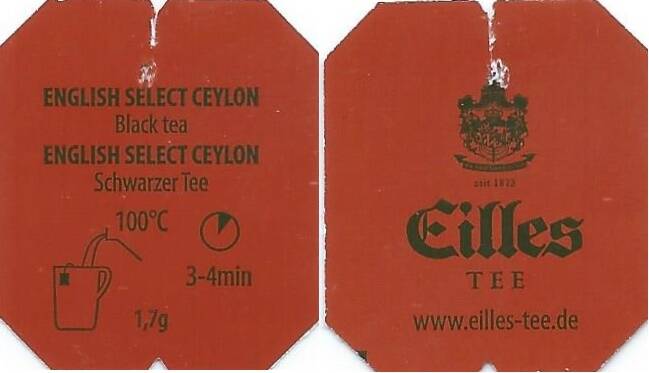 ENGLISH SELECT CEYLON
Black tea
ENGLISH SELECT CEYLON
Schwarzer Tee
100°C
3-4min
1,7g
seit 1873
Eilles
TEE
www.eilles-tee.de